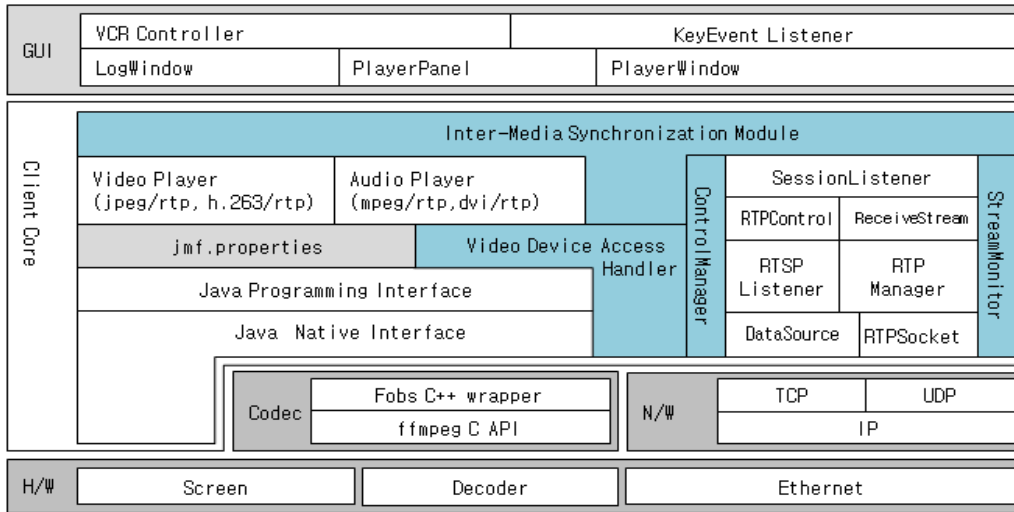 GUI
VCR Controller
KeyEvent Listener
LogWindow
PlayerPanel
PlayerWindow
Client Core
Inter-Media Synchronization Module
Video Player
(jpeg/rtp, h.263/rtp)
Audio Player
(mpeg/rtp,dvi/rtp)
jmf.properties
Video Device Access
Handler
Java Programming Interface
Java Native Interface
ControlManager
SessionListener
RTPControl
ReceiveStream
RTSP
Listener
RTP
Manager
DataSource
RTPSocket
StreamMonitor
Codec
Fobs C++ wrapper
ffmpeg C API
N/W
TCP
UDP
IP
H/W
Screen
Decoder
Ethernet